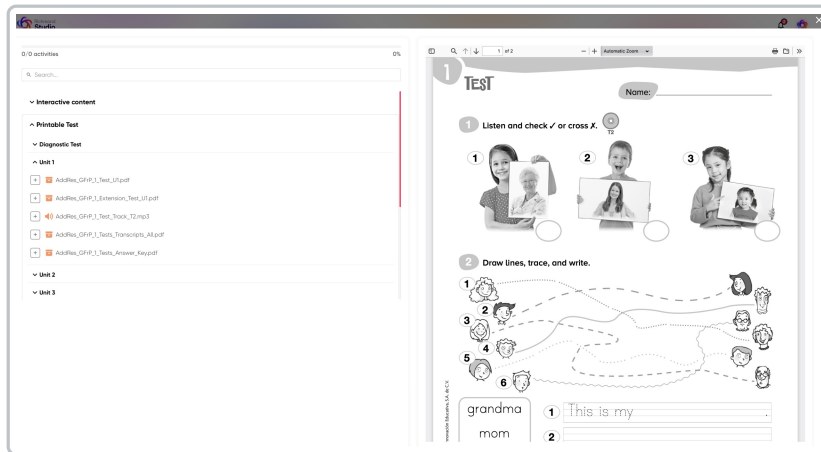 Richmond
Studio
0/0 activities
0%
Search...
Interactive content
Printable Test
Diagnostic Test
Unit 1
AddRes_GFrP_1_Test_U1.pdf
AddRes_GFrP_1_Extension_Test_U1.pdf
AddRes_GFrP_1_Test_Track_T2.mp3
AddRes_GFrP_1_Tests_Transcripts_All.pdf
AddRes_GFrP_1_Tests_Answer_Key.pdf
Unit 2
Unit 3
1 of 2
Automatic Zoom
1 TEST
Name:
1 Listen and check ✓ or cross ✗.
T2
1
2
3
2 Draw lines, trace, and write.
1
2
3
4
5
6
grandma
mom
1 This is my .
2
Educativa, S.A. de C.V.